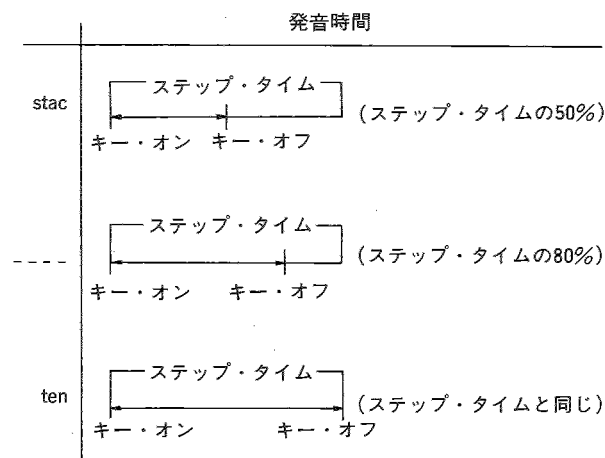 発音時間
ステップ・タイム
stac
(ステップ・タイムの50%)
キー・オン キー・オフ
ステップ・タイム
---- (ステップ・タイムの80%)
キー・オン キー・オフ
ステップ・タイム
ten
(ステップ・タイムと同じ)
キー・オン キー・オフ